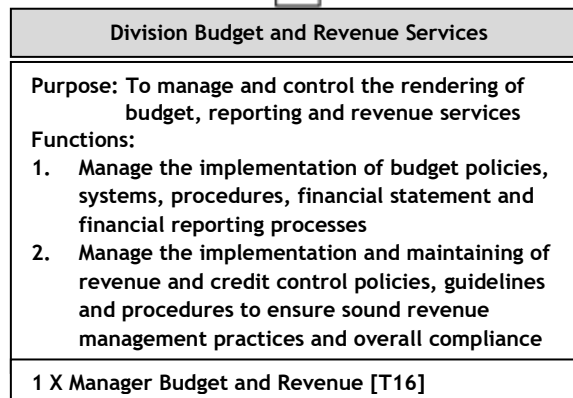 Division Budget and Revenue Services
Purpose: To manage and control the rendering of
budget, reporting and revenue services
Functions:
1. Manage the implementation of budget policies,
systems, procedures, financial statement and
financial reporting processes
2. Manage the implementation and maintaining of
revenue and credit control policies, guidelines
and procedures to ensure sound revenue
management practices and overall compliance
1 X Manager Budget and Revenue [T16]